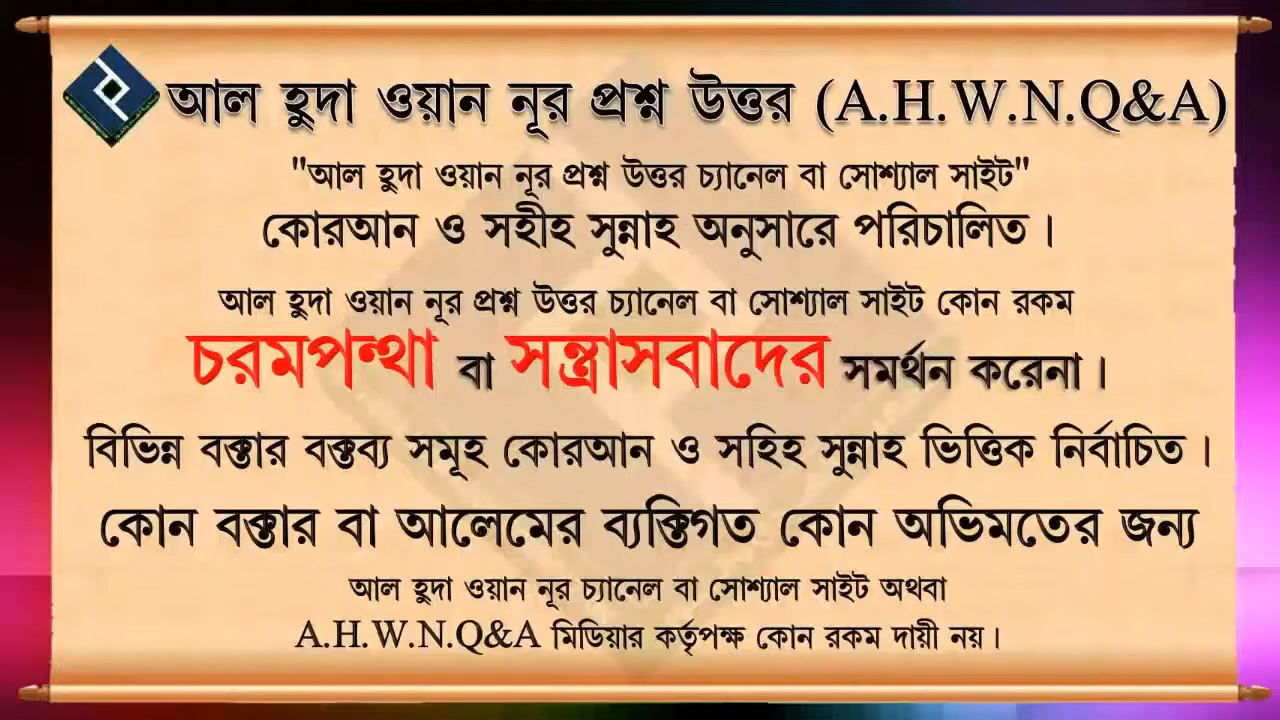 আল হুদা ওয়ান নূর প্রশ্ন উত্তর (A.H.W.N.Q&A)
"আল হুদা ওয়ান নূর প্রশ্ন উত্তর চ্যানেল বা সোশ্যাল সাইট"
কোরআন ও সহীহ সুন্নাহ অনুসারে পরিচালিত।
আল হুদা ওয়ান নূর প্রশ্ন উত্তর চ্যানেল বা সোশ্যাল সাইট কোন রকম
চরমপন্থা বা সন্ত্রাসবাদের সমর্থন করেনা।
বিভিন্ন বক্তার বক্তব্য সমূহ কোরআন ও সহিহ সুন্নাহ ভিত্তিক নির্বাচিত।
কোন বক্তার বা আলেমের ব্যক্তিগত কোন অভিমতের জন্য
আল হুদা ওয়ান নূর চ্যানেল বা সোশ্যাল সাইট অথবা
A.H.W.N.Q&A মিডিয়ার কর্তৃপক্ষ কোন রকম দায়ী নয়।